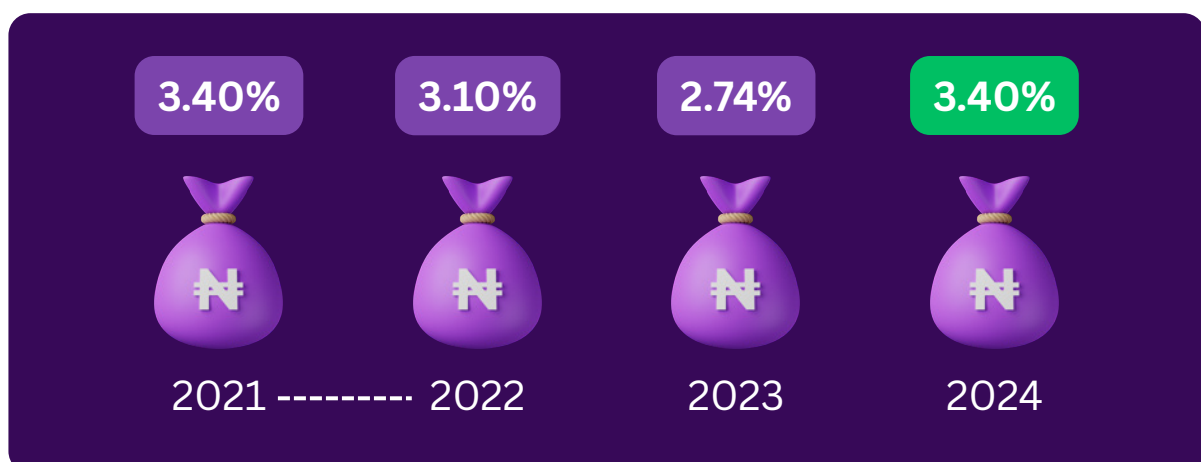 3.40% 3.10% 2.74% 3.40%
₦ ₦ ₦ ₦
2021 --------- 2022 2023 2024